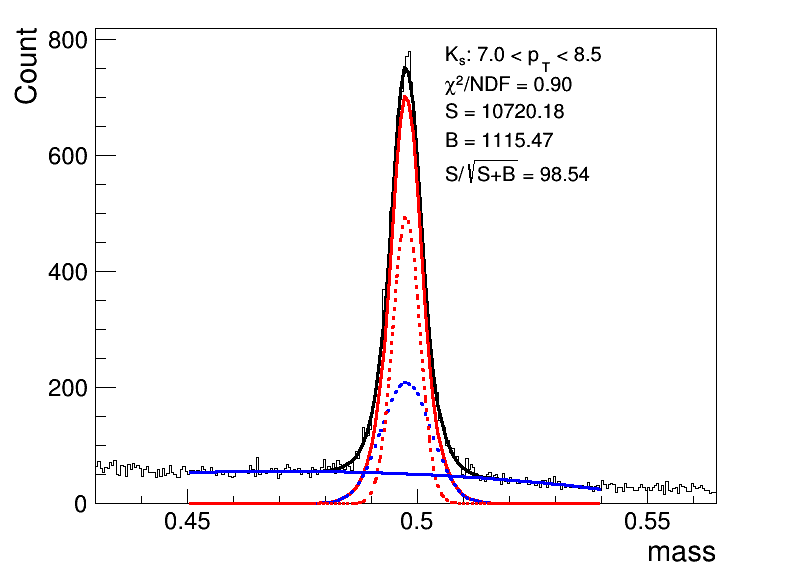 Count
800
600
400
200
0
K_s: 7.0 < p_T < 8.5
χ²/NDF = 0.90
S = 10720.18
B = 1115.47
S/√S+B = 98.54
0.45 0.5 0.55
mass